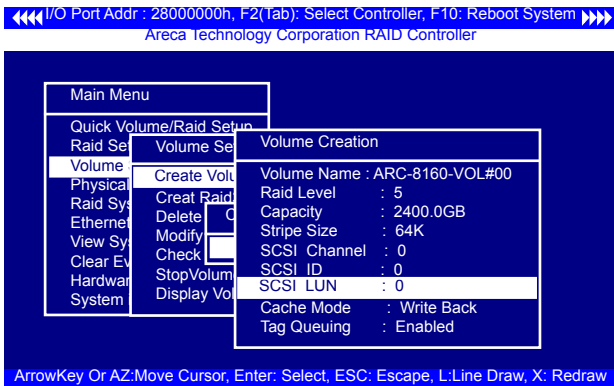 I/O Port Addr : 28000000h, F2(Tab): Select Controller, F10: Reboot System
Areca Technology Corporation RAID Controller
Main Menu
Quick Volume/Raid Setup
Raid Set
Volume
Physical
Raid Sys
Ethernet
View Sy
Clear Ev
Hardwar
System
Volume Se
Create Volu
Creat Raid
Delete
Modify
Check
StopVolum
Display Vol
C
Volume Creation
Volume Name : ARC-8160-VOL#00
Raid Level : 5
Capacity : 2400.0GB
Stripe Size : 64K
SCSI Channel : 0
SCSI ID : 0
SCSI LUN : 0
Cache Mode : Write Back
Tag Queuing : Enabled
ArrowKey Or AZ:Move Cursor, Enter: Select, ESC: Escape, L:Line Draw, X: Redraw